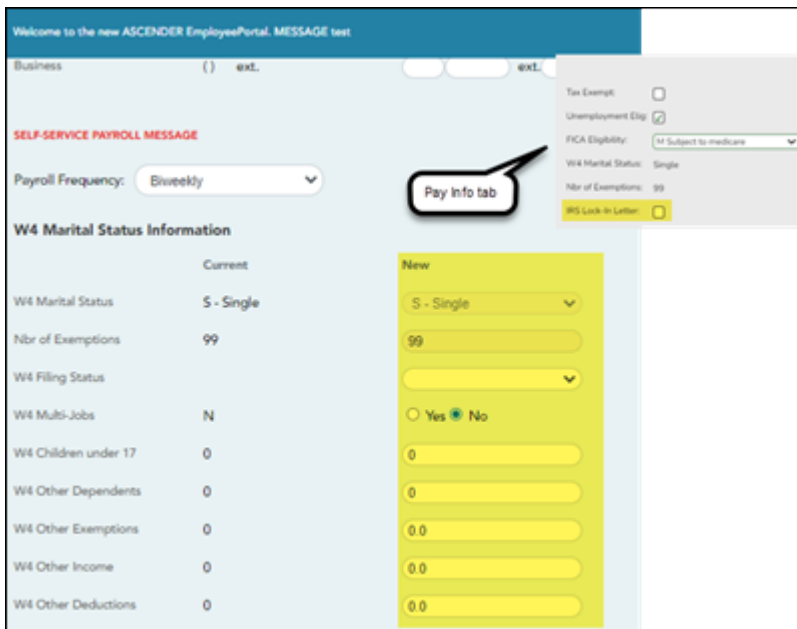 Welcome to the new ASCENDER EmployeePortal. MESSAGE test
Business () ext. ext.
SELF-SERVICE PAYROLL MESSAGE
Payroll Frequency: Biweekly
W4 Marital Status Information
Current New
W4 Marital Status S - Single S - Single
Nbr of Exemptions 99 99
W4 Filing Status
W4 Multi-Jobs N Yes No
W4 Children under 17 0 0
W4 Other Dependents 0 0
W4 Other Exemptions 0 0.0
W4 Other Income 0 0.0
W4 Other Deductions 0 0.0
Pay Info tab
Tax Exempt:
Unemployment Elig:
FICA Eligibility: M Subject to medicare
W4 Marital Status: Single
Nbr of Exemptions: 99
IRS Lock-In Letter: